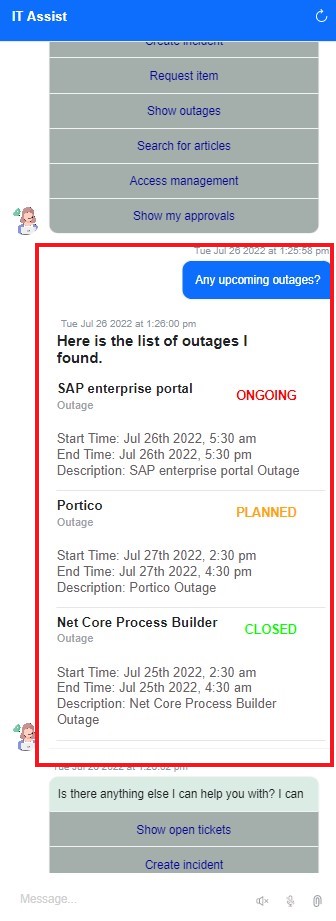 IT Assist
Create incident
Request item
Show outages
Search for articles
Access management
Show my approvals
Tue Jul 26 2022 at 1:25:58 pm
Any upcoming outages?
Tue Jul 26 2022 at 1:26:00 pm
Here is the list of outages I
found.
SAP enterprise portal
ONGOING
Outage
Start Time: Jul 26th 2022, 5:30 am
End Time: Jul 26th 2022, 5:30 pm
Description: SAP enterprise portal Outage
Portico
PLANNED
Outage
Start Time: Jul 27th 2022, 2:30 pm
End Time: Jul 27th 2022, 4:30 pm
Description: Portico Outage
Net Core Process Builder
CLOSED
Outage
Start Time: Jul 25th 2022, 2:30 am
End Time: Jul 25th 2022, 4:30 am
Description: Net Core Process Builder
Outage
Tue Jul 26 2022 at 1:26:02 pm
Is there anything else I can help you with? I can
Show open tickets
Create incident
Message...